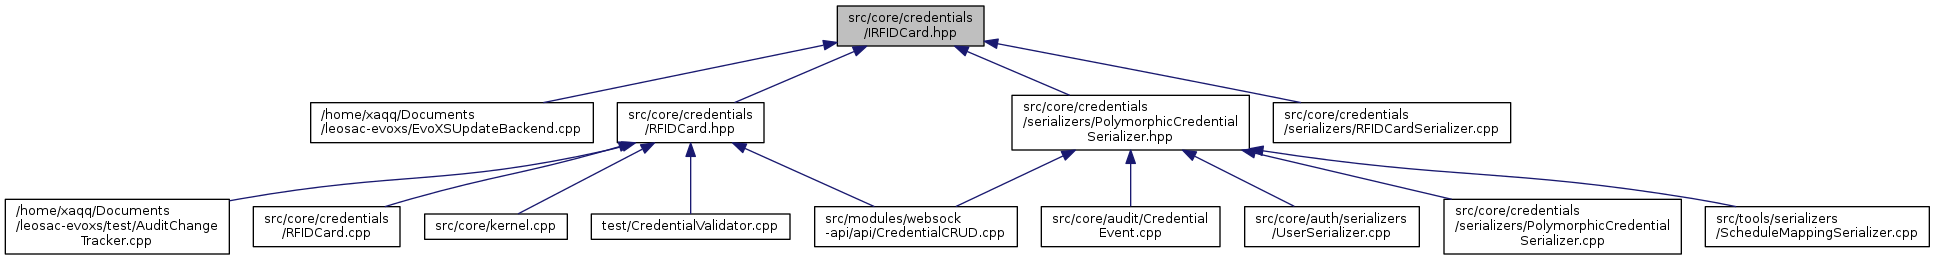 src/core/credentials
/IRFIDCard.hpp
/home/xaqq/Documents
/leosac-evoxs/EvoXSUpdateBackend.cpp
src/core/credentials
/RFIDCard.hpp
src/core/credentials
/serializers/PolymorphicCredential
Serializer.hpp
src/core/credentials
/serializers/RFIDCardSerializer.cpp
/home/xaqq/Documents
/leosac-evoxs/test/AuditChange
Tracker.cpp
src/core/credentials
/RFIDCard.cpp
src/core/kernel.cpp
test/CredentialValidator.cpp
src/modules/websock
-api/api/CredentialCRUD.cpp
src/core/audit/Credential
Event.cpp
src/core/auth/serializers
/UserSerializer.cpp
src/core/credentials
/serializers/PolymorphicCredential
Serializer.cpp
src/tools/serializers
/ScheduleMappingSerializer.cpp